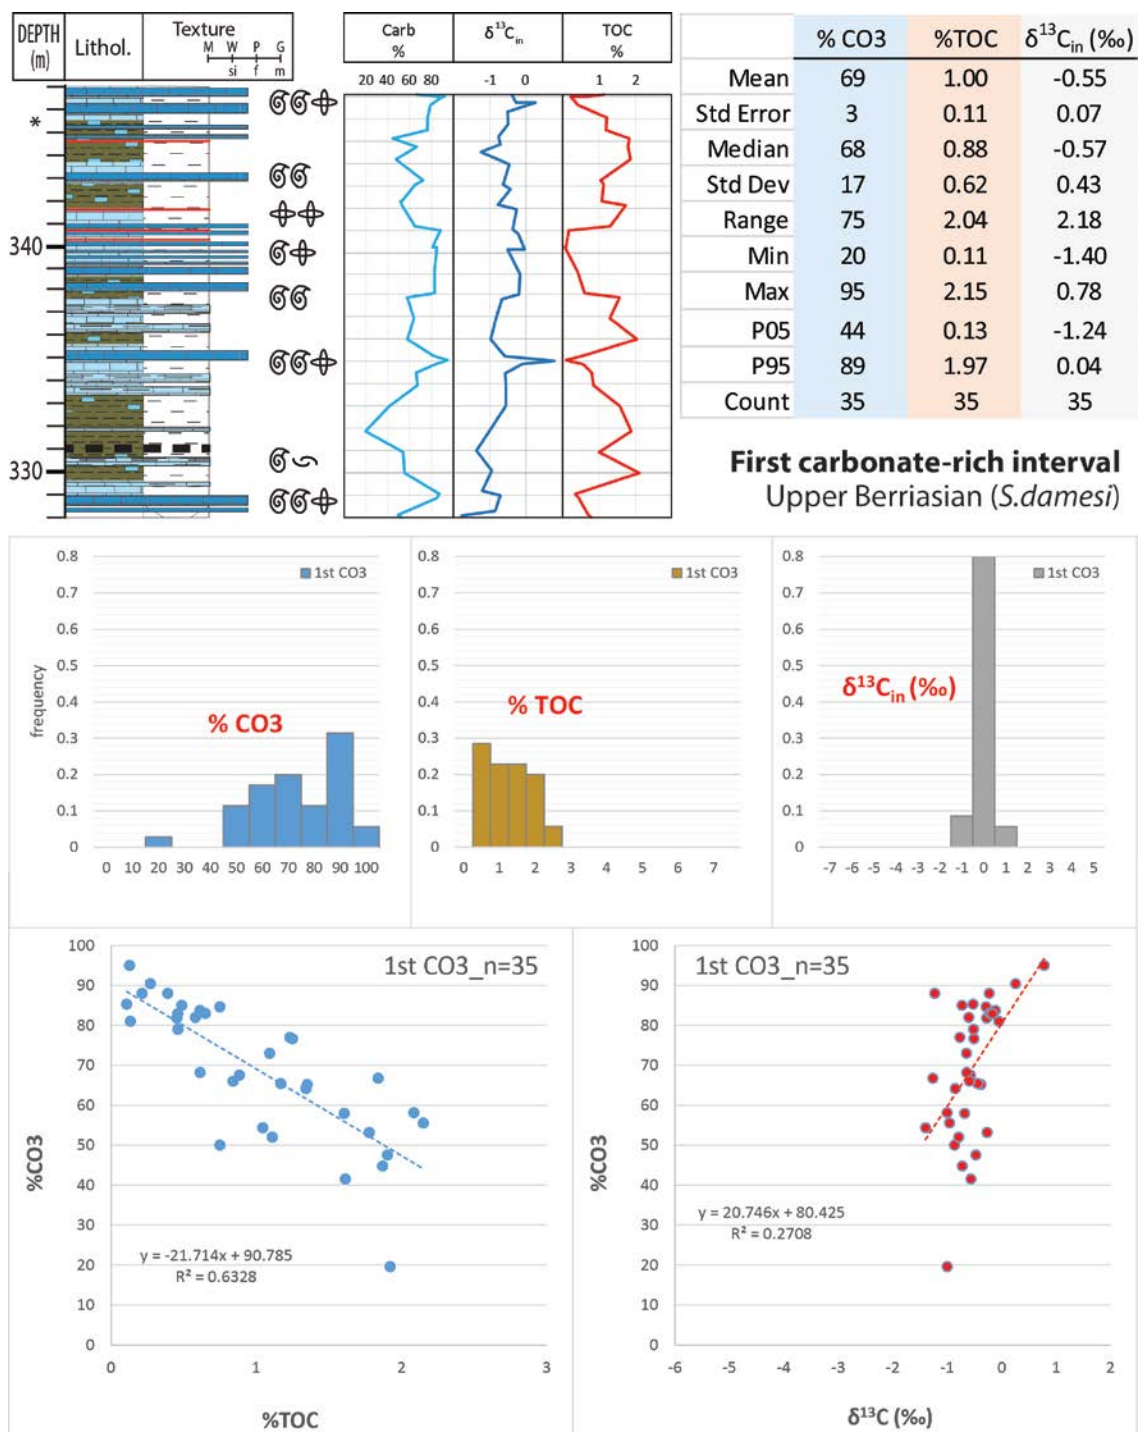 DEPTH (m) Lithol. Texture
M W P G
si f m
*
340
330
Carb % δ¹³C_in TOC %
20 40 60 80 -1 0 1 2
% CO3 %TOC δ¹³C_in (‰)
Mean 69 1.00 -0.55
Std Error 3 0.11 0.07
Median 68 0.88 -0.57
Std Dev 17 0.62 0.43
Range 75 2.04 2.18
Min 20 0.11 -1.40
Max 95 2.15 0.78
P05 44 0.13 -1.24
P95 89 1.97 0.04
Count 35 35 35
First carbonate-rich interval
Upper Berriasian (S.damesi)
frequency
0.8
0.7
0.6
0.5
0.4
0.3
0.2
0.1
0
1st CO3
% CO3
0 10 20 30 40 50 60 70 80 90 100
0.8
0.7
0.6
0.5
0.4
0.3
0.2
0.1
0
1st CO3
% TOC
0 1 2 3 4 5 6 7
0.8
0.7
0.6
0.5
0.4
0.3
0.2
0.1
0
1st CO3
δ¹³C_in (‰)
-7 -6 -5 -4 -3 -2 -1 0 1 2 3 4 5
1st CO3_n=35
%CO3
100
90
80
70
60
50
40
30
20
10
0
y = -21.714x + 90.785
R² = 0.6328
0 1 2 3
%TOC
1st CO3_n=35
%CO3
100
90
80
70
60
50
40
30
20
10
0
y = 20.746x + 80.425
R² = 0.2708
-6 -5 -4 -3 -2 -1 0 1
δ¹³C (‰)